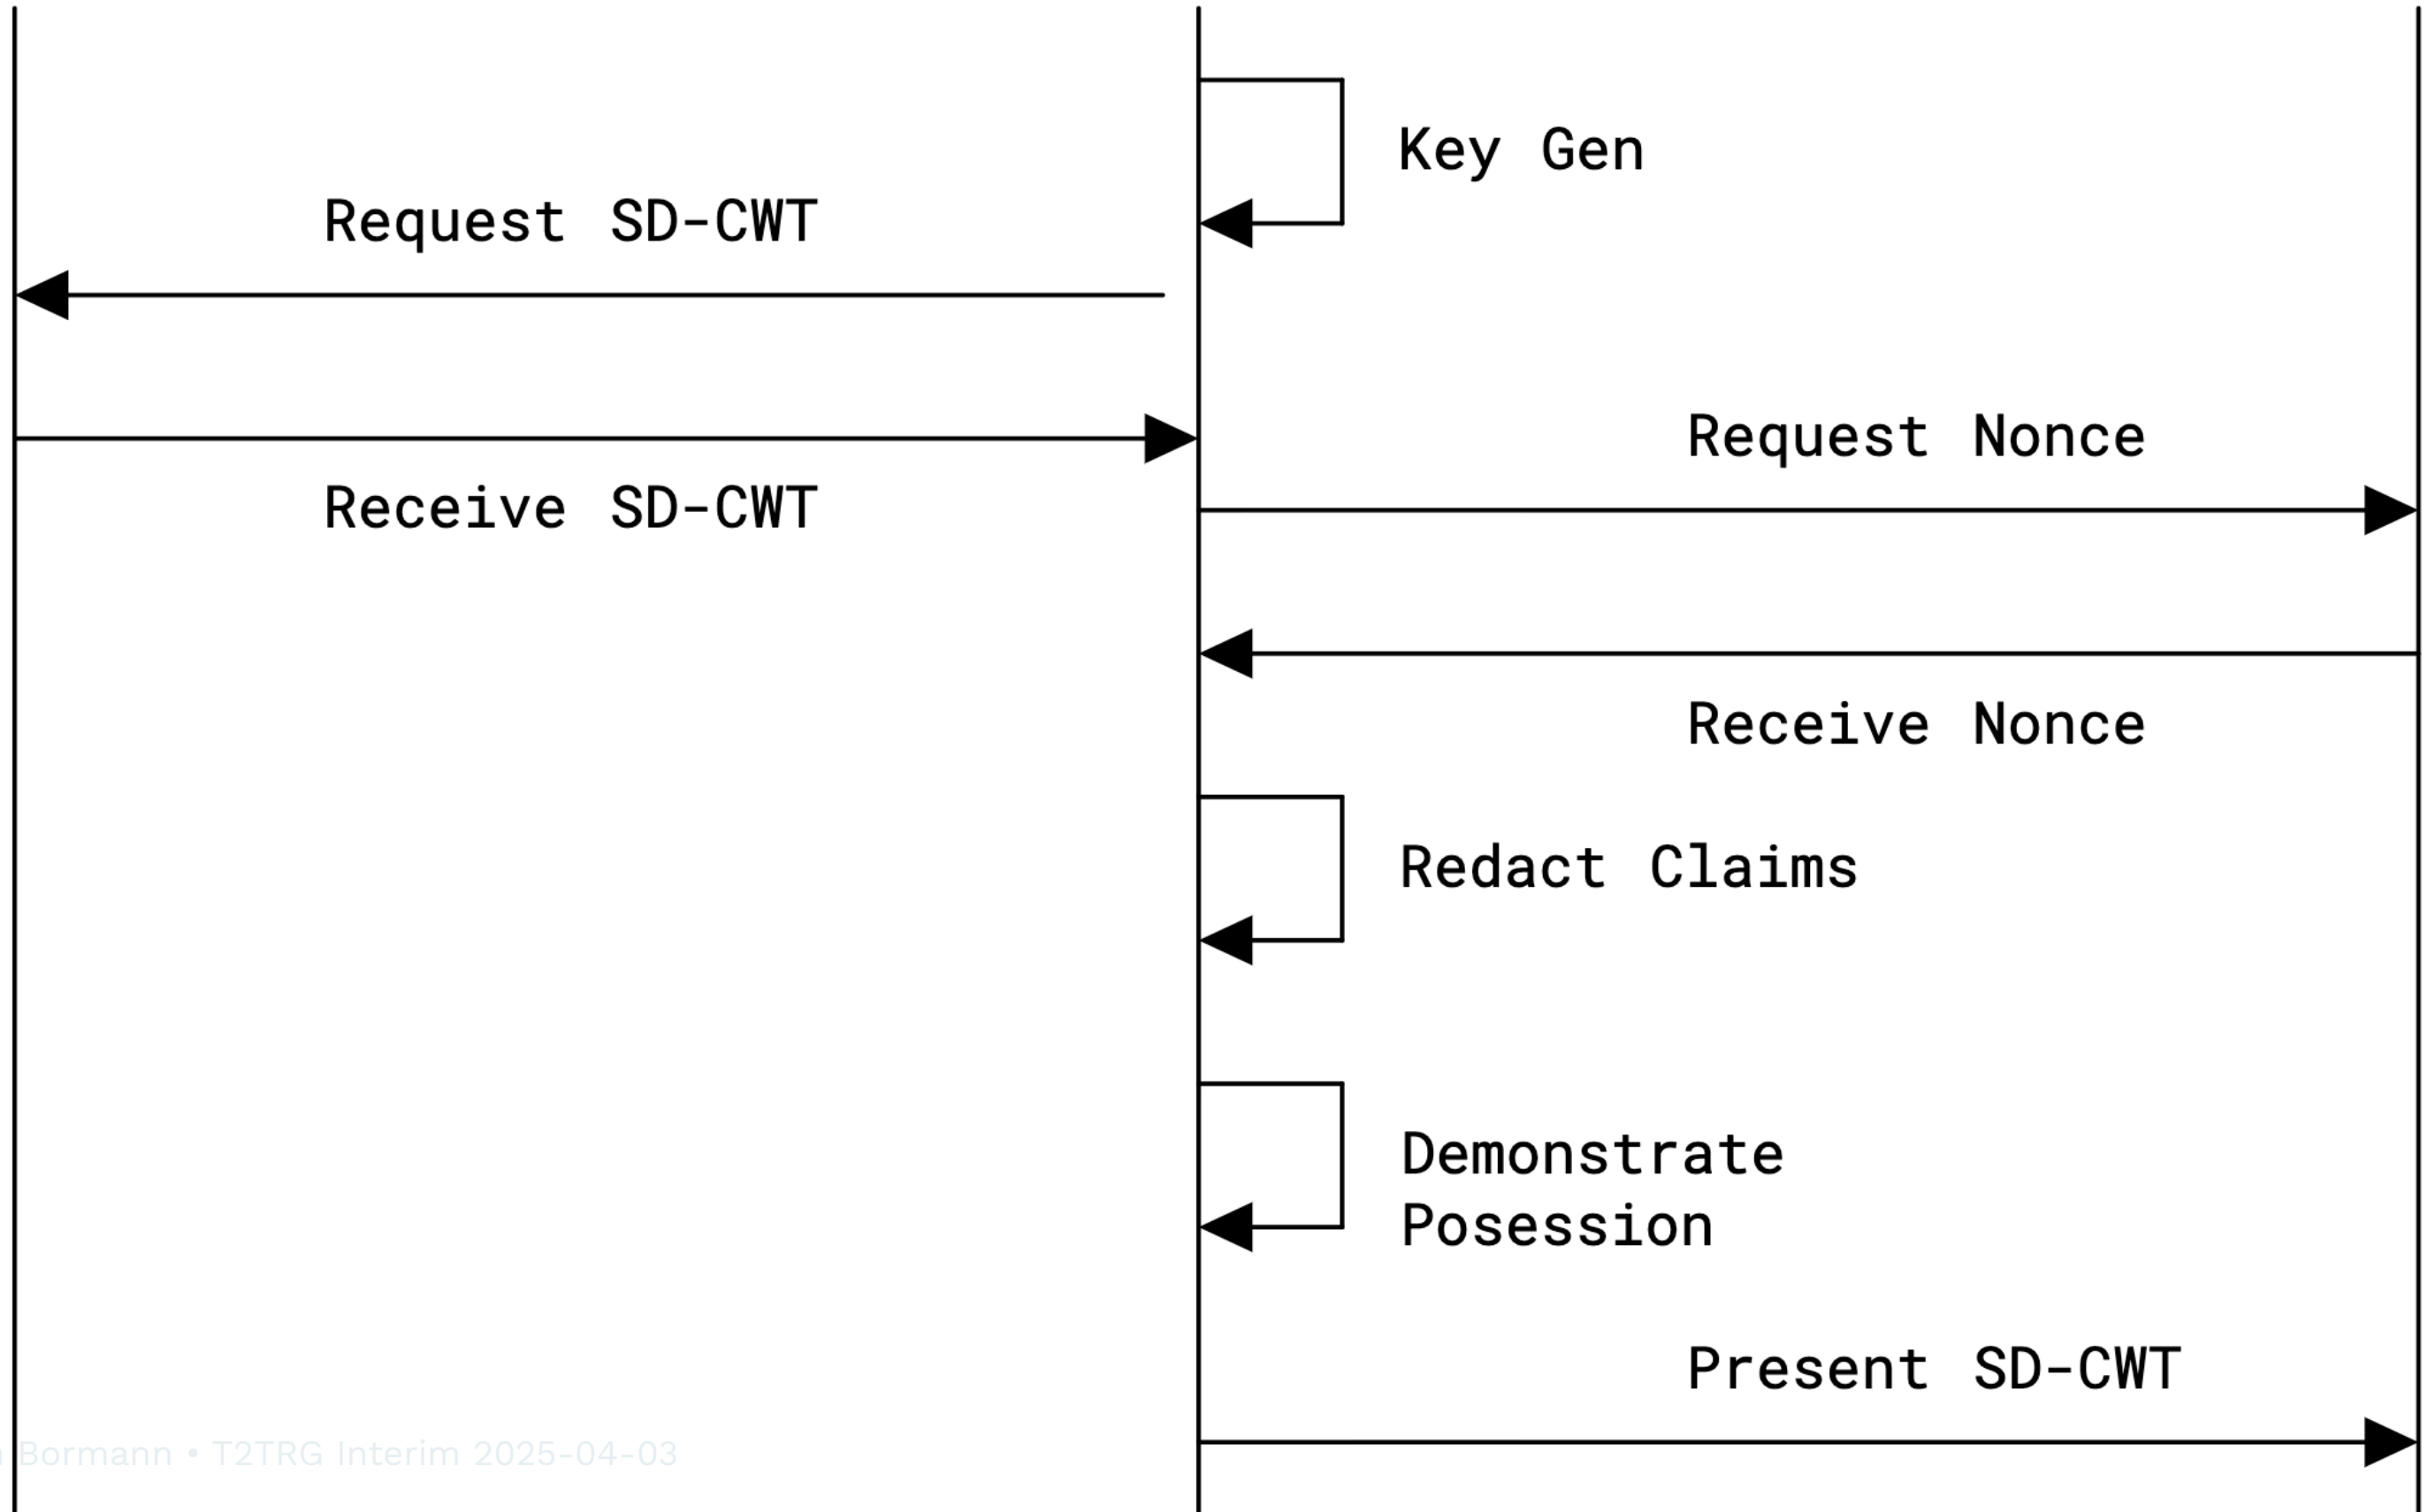 Key Gen
Request SD-CWT
Request Nonce
Receive SD-CWT
Receive Nonce
Redact Claims
Demonstrate
Posession
Present SD-CWT
Bormann • T2TRG Interim 2025-04-03